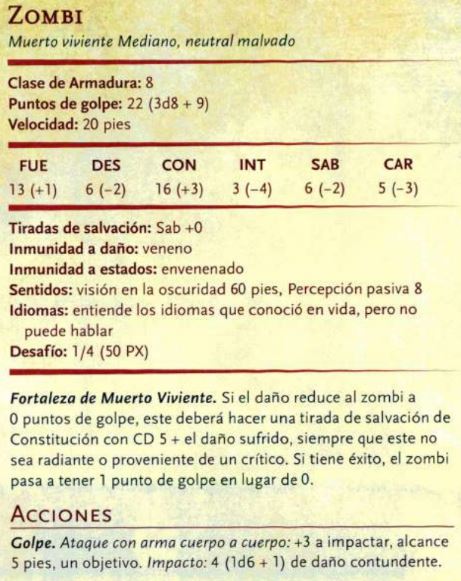 ZOMBI
Muerto viviente Mediano, neutral malvado
Clase de Armadura: 8
Puntos de golpe: 22 (3d8 + 9)
Velocidad: 20 pies
FUE DES CON INT SAB CAR
13 (+1) 6 (−2) 16 (+3) 3 (−4) 6 (−2) 5 (−3)
Tiradas de salvación: Sab +0
Inmunidad a daño: veneno
Inmunidad a estados: envenenado
Sentidos: visión en la oscuridad 60 pies, Percepción pasiva 8
Idiomas: entiende los idiomas que conoció en vida, pero no
puede hablar
Desafío: 1/4 (50 PX)
Fortaleza de Muerto Viviente. Si el daño reduce al zombi a
0 puntos de golpe, este deberá hacer una tirada de salvación de
Constitución con CD 5 + el daño sufrido, siempre que este no
sea radiante o proveniente de un crítico. Si tiene éxito, el zombi
pasa a tener 1 punto de golpe en lugar de 0.
ACCIONES
Golpe. Ataque con arma cuerpo a cuerpo: +3 a impactar, alcance
5 pies, un objetivo. Impacto: 4 (1d6 + 1) de daño contundente.